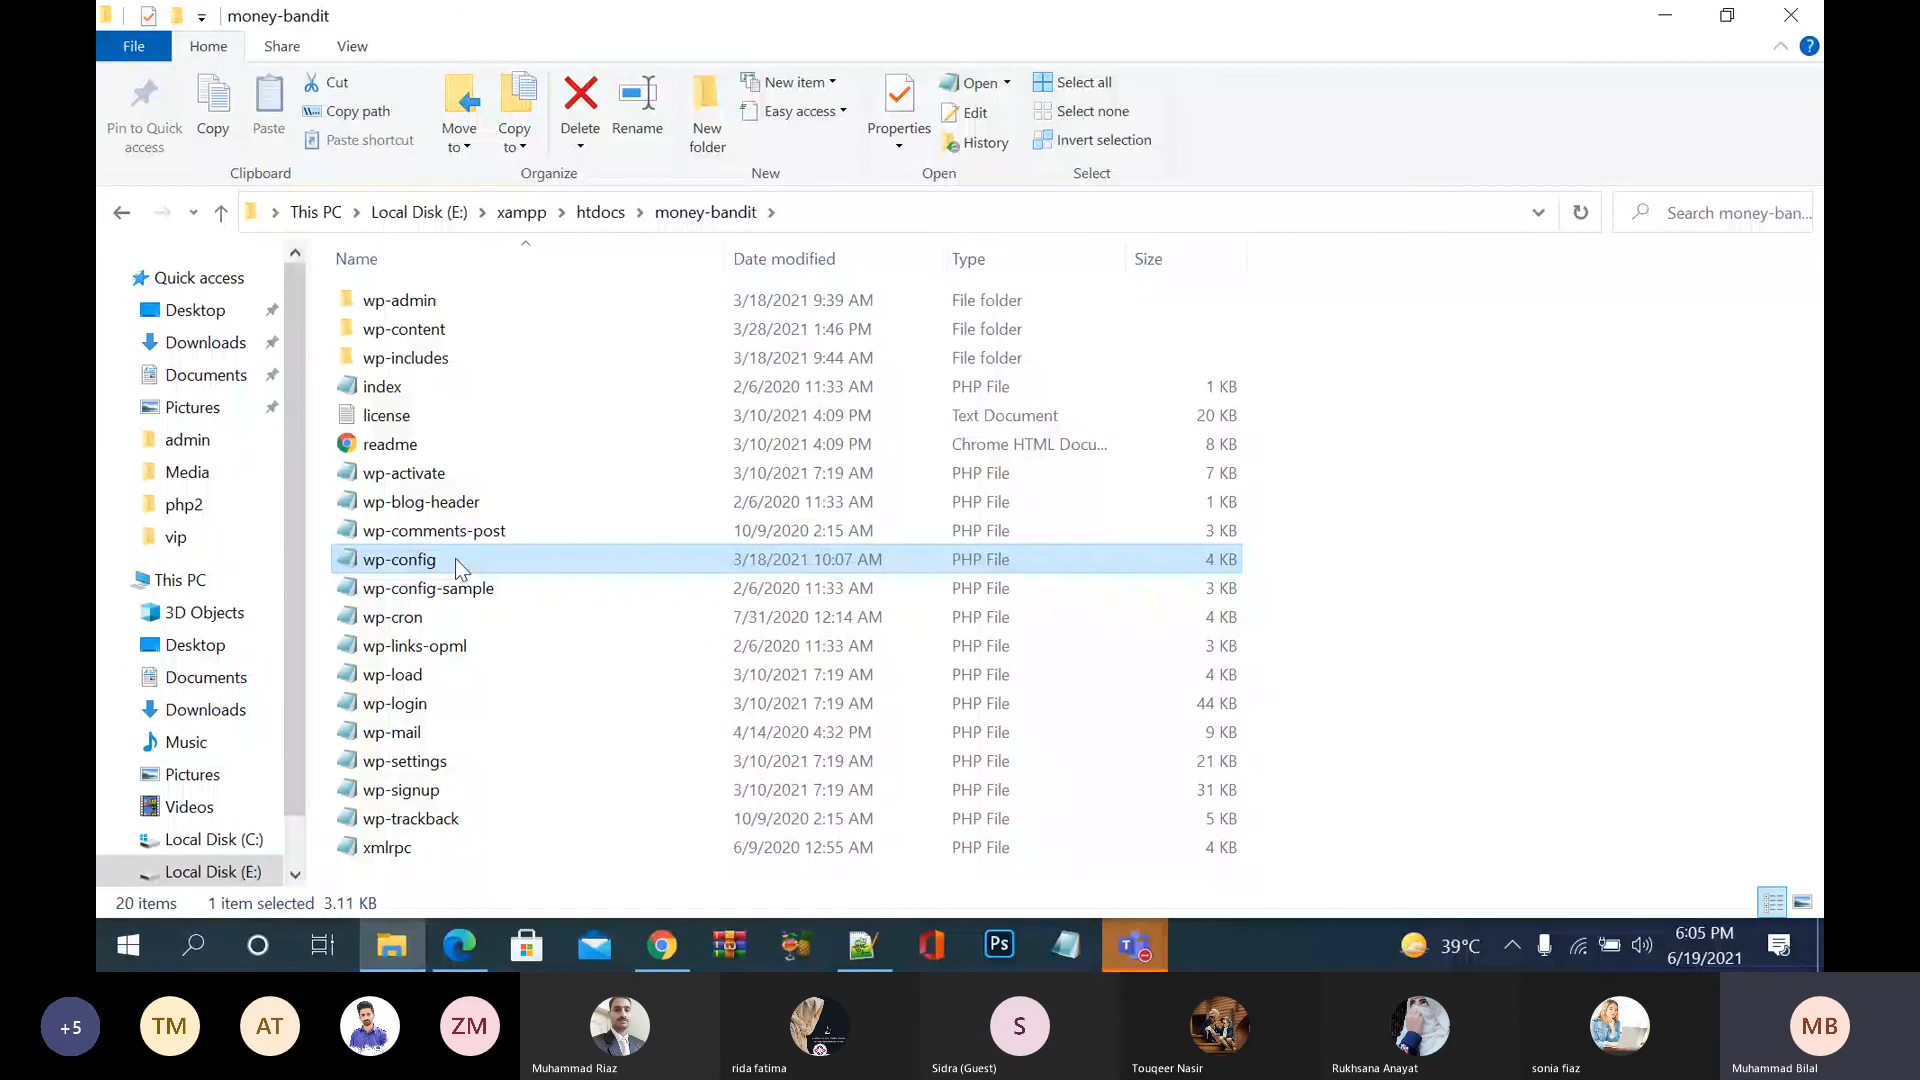 money-bandit
File Home Share View
Pin to Quick access
Copy
Paste
Cut
Copy path
Paste shortcut
Clipboard
Move to
Copy to
Delete
Rename
Organize
New folder
New item
Easy access
New
Properties
Open
Edit
History
Open
Select all
Select none
Invert selection
Select
This PC > Local Disk (E:) > xampp > htdocs > money-bandit >
Search money-ban...
Quick access
Desktop
Downloads
Documents
Pictures
admin
Media
php2
vip
This PC
3D Objects
Desktop
Documents
Downloads
Music
Pictures
Videos
Local Disk (C:)
Local Disk (E:)
Name Date modified Type Size
wp-admin 3/18/2021 9:39 AM File folder
wp-content 3/28/2021 1:46 PM File folder
wp-includes 3/18/2021 9:44 AM File folder
index 2/6/2020 11:33 AM PHP File 1 KB
license 3/10/2021 4:09 PM Text Document 20 KB
readme 3/10/2021 4:09 PM Chrome HTML Docu... 8 KB
wp-activate 3/10/2021 7:19 AM PHP File 7 KB
wp-blog-header 2/6/2020 11:33 AM PHP File 1 KB
wp-comments-post 10/9/2020 2:15 AM PHP File 3 KB
wp-config 3/18/2021 10:07 AM PHP File 4 KB
wp-config-sample 2/6/2020 11:33 AM PHP File 3 KB
wp-cron 7/31/2020 12:14 AM PHP File 4 KB
wp-links-opml 2/6/2020 11:33 AM PHP File 3 KB
wp-load 3/10/2021 7:19 AM PHP File 4 KB
wp-login 3/10/2021 7:19 AM PHP File 44 KB
wp-mail 4/14/2020 4:32 PM PHP File 9 KB
wp-settings 3/10/2021 7:19 AM PHP File 21 KB
wp-signup 3/10/2021 7:19 AM PHP File 31 KB
wp-trackback 10/9/2020 2:15 AM PHP File 5 KB
xmlrpc 6/9/2020 12:55 AM PHP File 4 KB
20 items 1 item selected 3.11 KB
Ps
39°C
6:05 PM
6/19/2021
+5
TM
AT
ZM
Muhammad Riaz
rida fatima
S
Sidra (Guest)
Touqeer Nasir
Rukhsana Anayat
sonia fiaz
MB
Muhammad Bilal